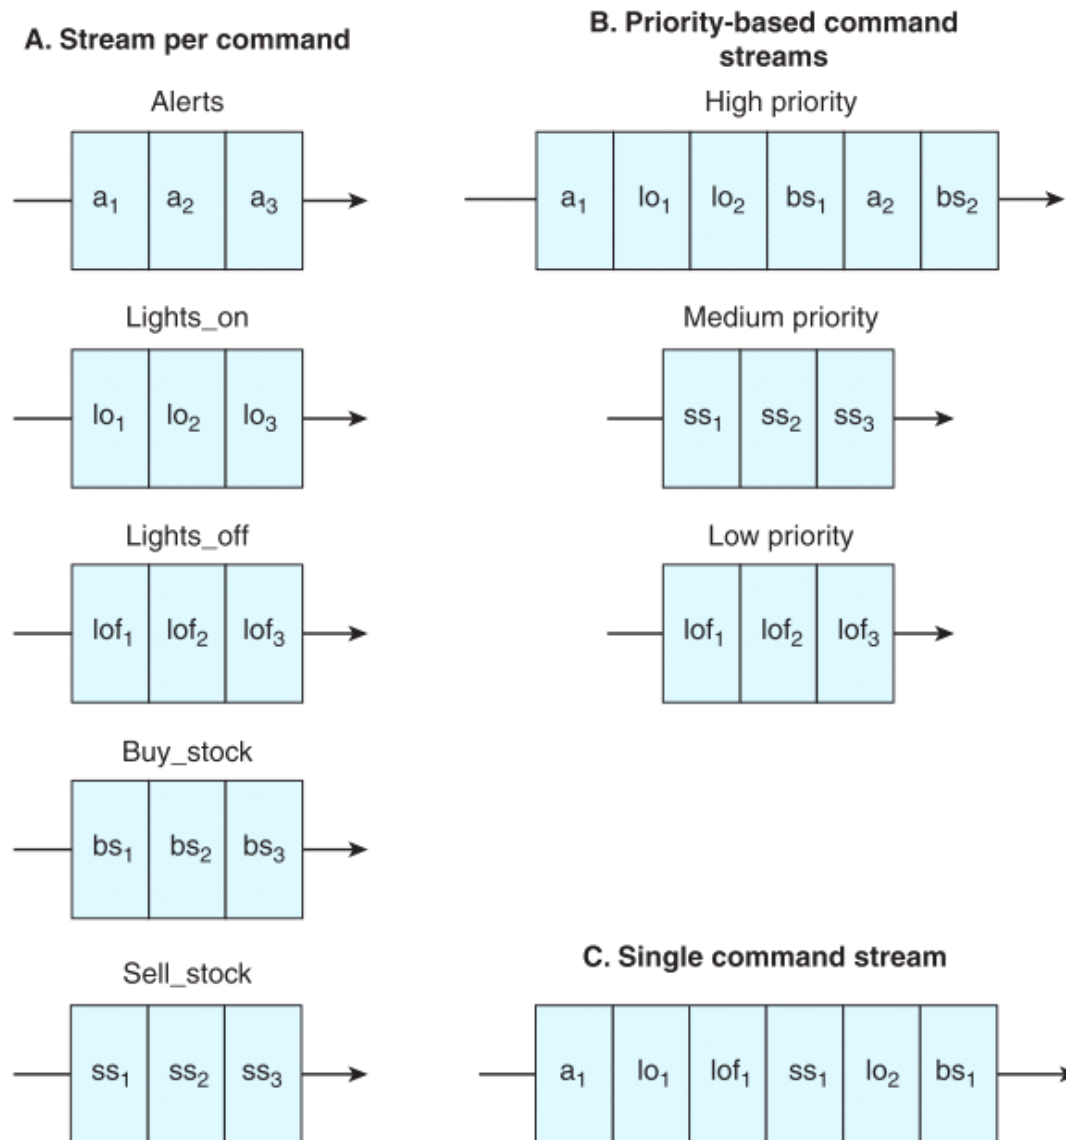 A. Stream per command
Alerts
a₁ a₂ a₃
Lights_on
lo₁ lo₂ lo₃
Lights_off
lof₁ lof₂ lof₃
Buy_stock
bs₁ bs₂ bs₃
Sell_stock
ss₁ ss₂ ss₃
B. Priority-based command
streams
High priority
a₁ lo₁ lo₂ bs₁ a₂ bs₂
Medium priority
ss₁ ss₂ ss₃
Low priority
lof₁ lof₂ lof₃
C. Single command stream
a₁ lo₁ lof₁ ss₁ lo₂ bs₁